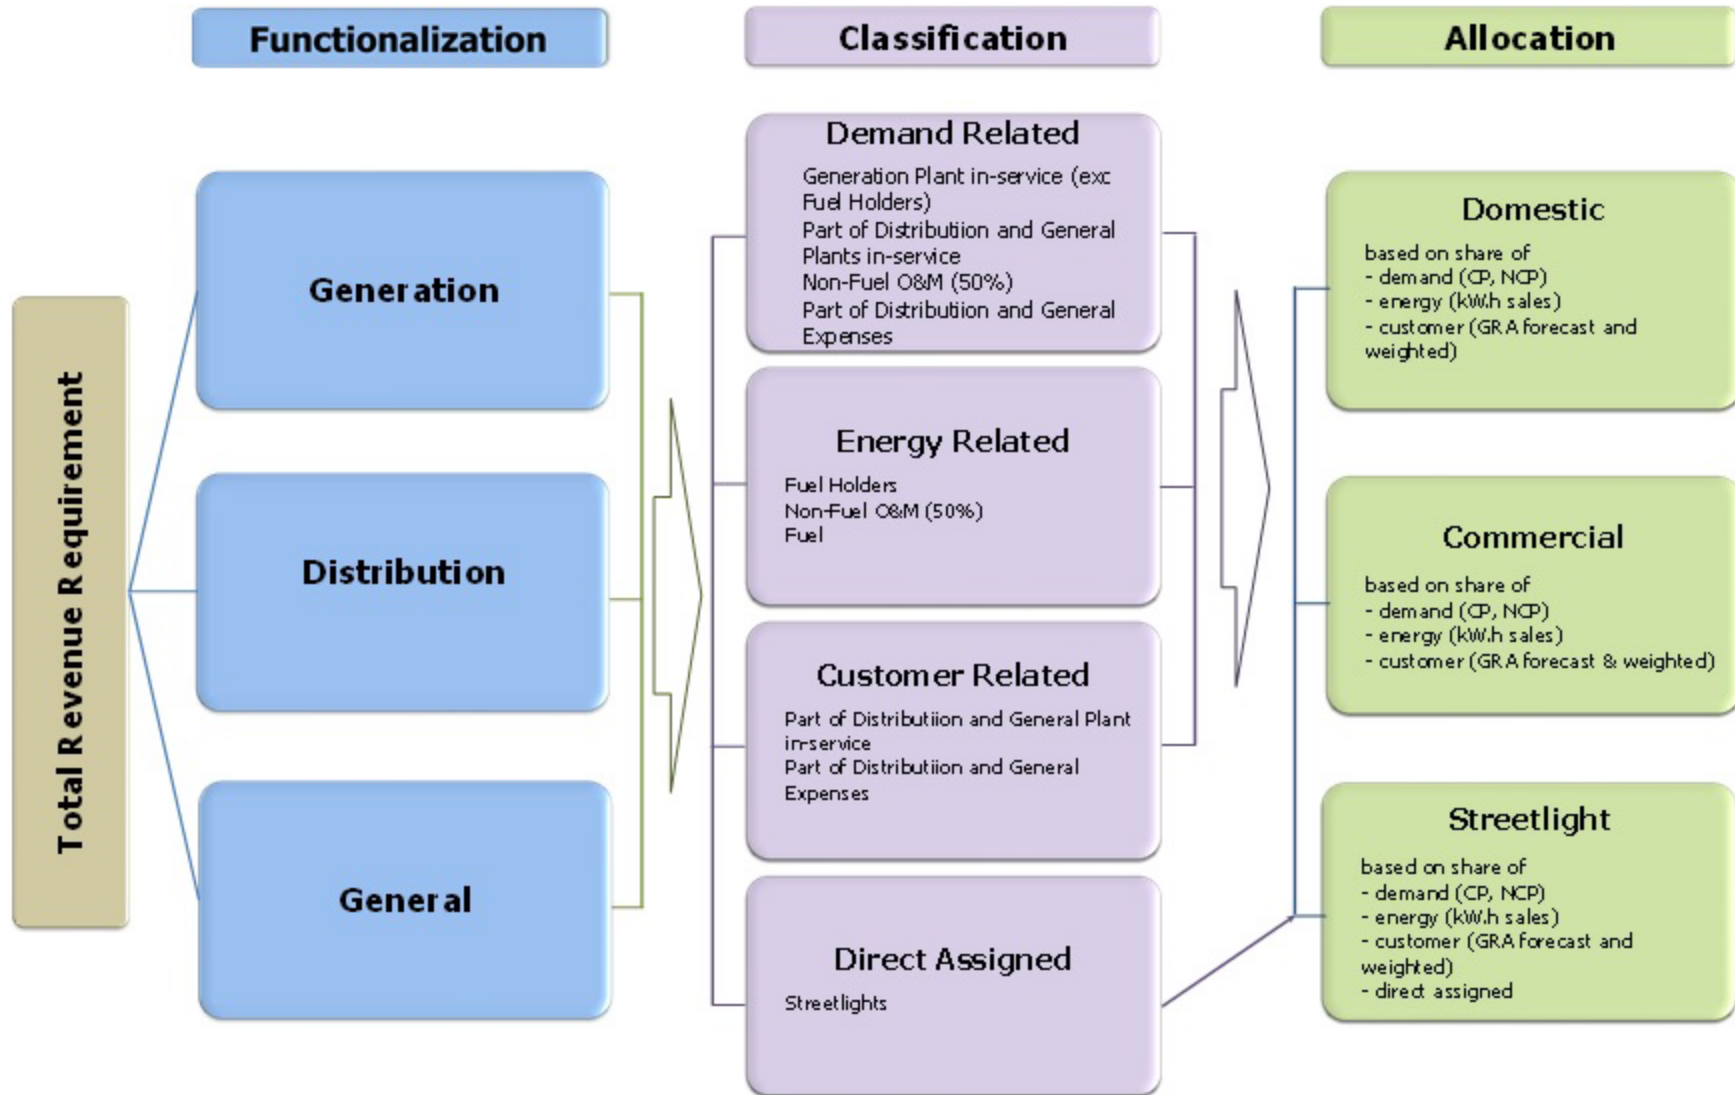 Functionalization
Classification
Allocation
Total Revenue Requirement
Generation
Distribution
General
Demand Related
Generation Plant in-service (exc
Fuel Holders)
Part of Distributiion and General
Plants in-service
Non-Fuel O&M (50%)
Part of Distributiion and General
Expenses
Energy Related
Fuel Holders
Non-Fuel O&M (50%)
Fuel
Customer Related
Part of Distributiion and General Plant
in-service
Part of Distributiion and General
Expenses
Direct Assigned
Streetlights
Domestic
based on share of
- demand (CP, NCP)
- energy (kW.h sales)
- customer (GRA forecast and
weighted)
Commercial
based on share of
- demand (CP, NCP)
- energy (kW.h sales)
- customer (GRA forecast & weighted)
Streetlight
based on share of
- demand (CP, NCP)
- energy (kW.h sales)
- customer (GRA forecast and
weighted)
- direct assigned